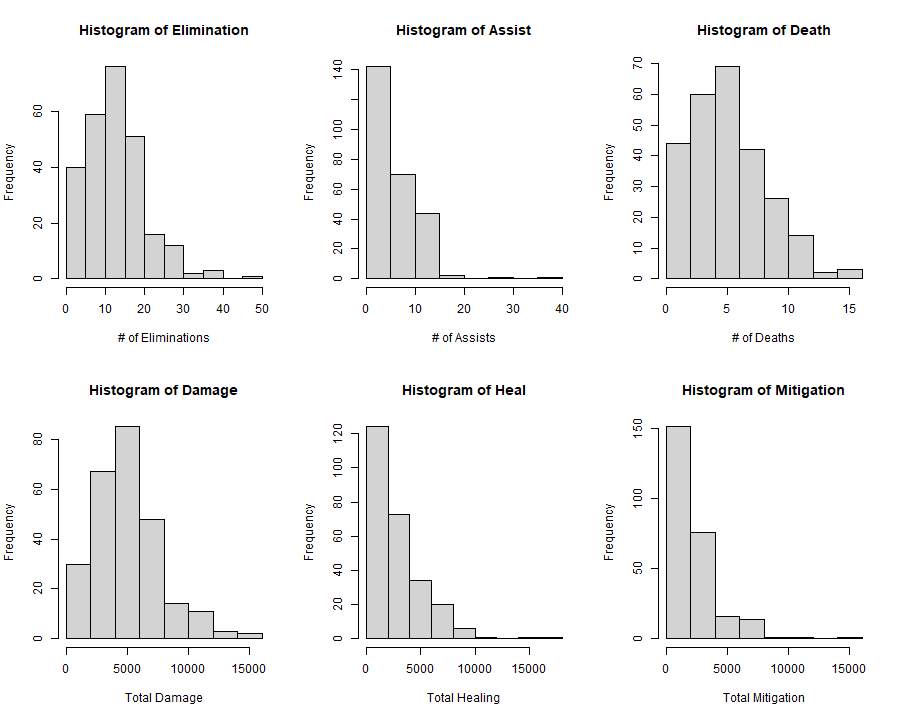 Histogram of Elimination
Frequency
0 20 40 60
0 10 20 30 40 50
# of Eliminations
Histogram of Assist
Frequency
0 20 40 60 80 100 140
0 10 20 30 40
# of Assists
Histogram of Death
Frequency
0 10 20 30 40 50 60 70
0 5 10 15
# of Deaths
Histogram of Damage
Frequency
0 20 40 60 80
0 5000 10000 15000
Total Damage
Histogram of Heal
Frequency
0 20 40 60 80 100 120
0 5000 10000 15000
Total Healing
Histogram of Mitigation
Frequency
0 50 100 150
0 5000 10000 15000
Total Mitigation